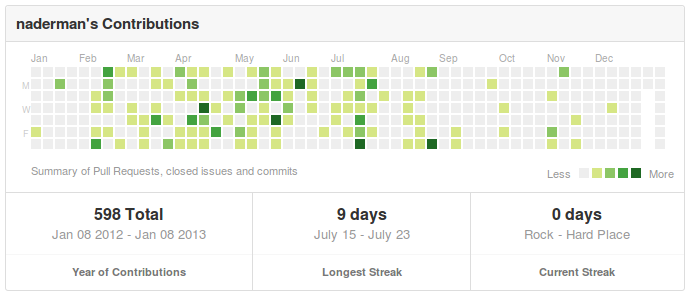 naderman's Contributions
Jan Feb Mar Apr May Jun Jul Aug Sep Oct Nov Dec
M
W
F
Summary of Pull Requests, closed issues and commits
Less More
598 Total 9 days 0 days
Jan 08 2012 - Jan 08 2013 July 15 - July 23 Rock - Hard Place
Year of Contributions Longest Streak Current Streak